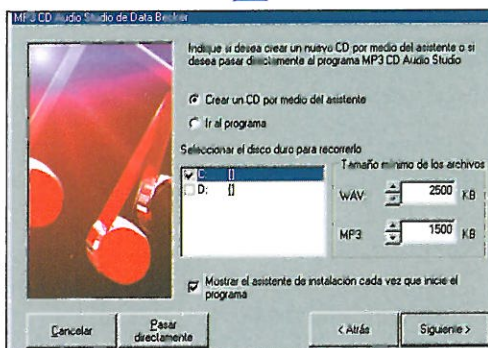 MP3 CD Audio Studio de Data Becker
Indique si desea crear un nuevo CD por medio del asistente o si
desea pasar directamente al programa MP3 CD Audio Studio
Crear un CD por medio del asistente
Ir al programa
Seleccionar el disco duro para recorrerlo
C: []
D: []
Tamaño mínimo de los archivos
WAV: 2500 KB
MP3: 1500 KB
Mostrar el asistente de instalación cada vez que inicie el
programa
Cancelar
Pasar
directamente
< Atrás
Siguiente >